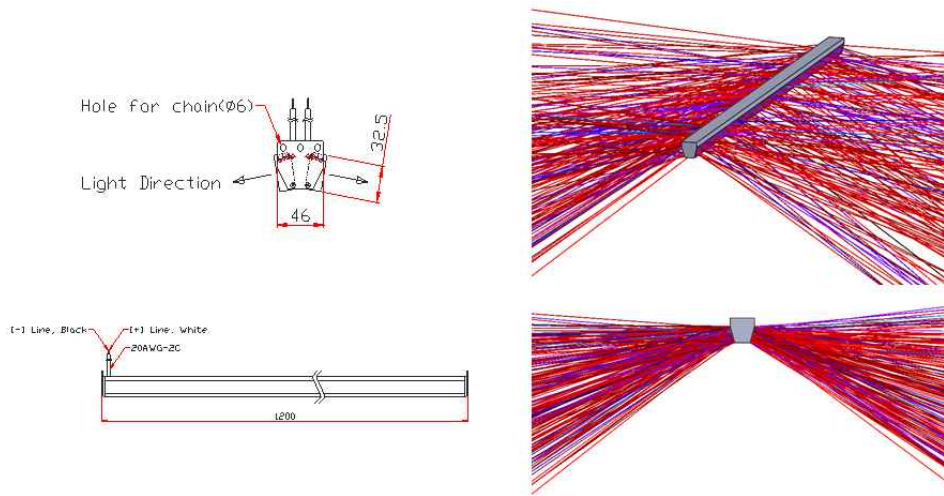 Hole for chain(Ø6)
32.5
Light Direction
46
[-] Line, Black
[+] Line. White
20AWG-2C
1200